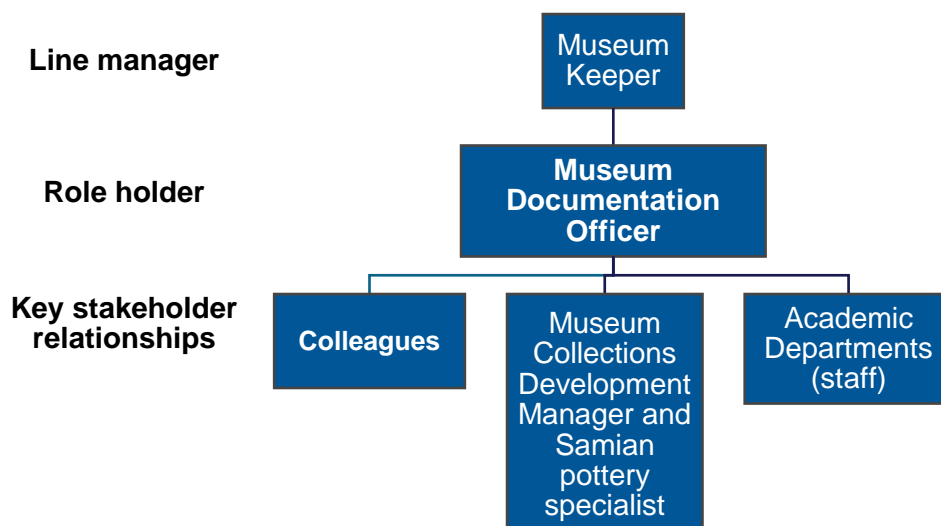 Line manager
Museum
Keeper
Role holder
Museum
Documentation
Officer
Key stakeholder
relationships
Colleagues
Museum
Collections
Development
Manager and
Samian
pottery
specialist
Academic
Departments
(staff)